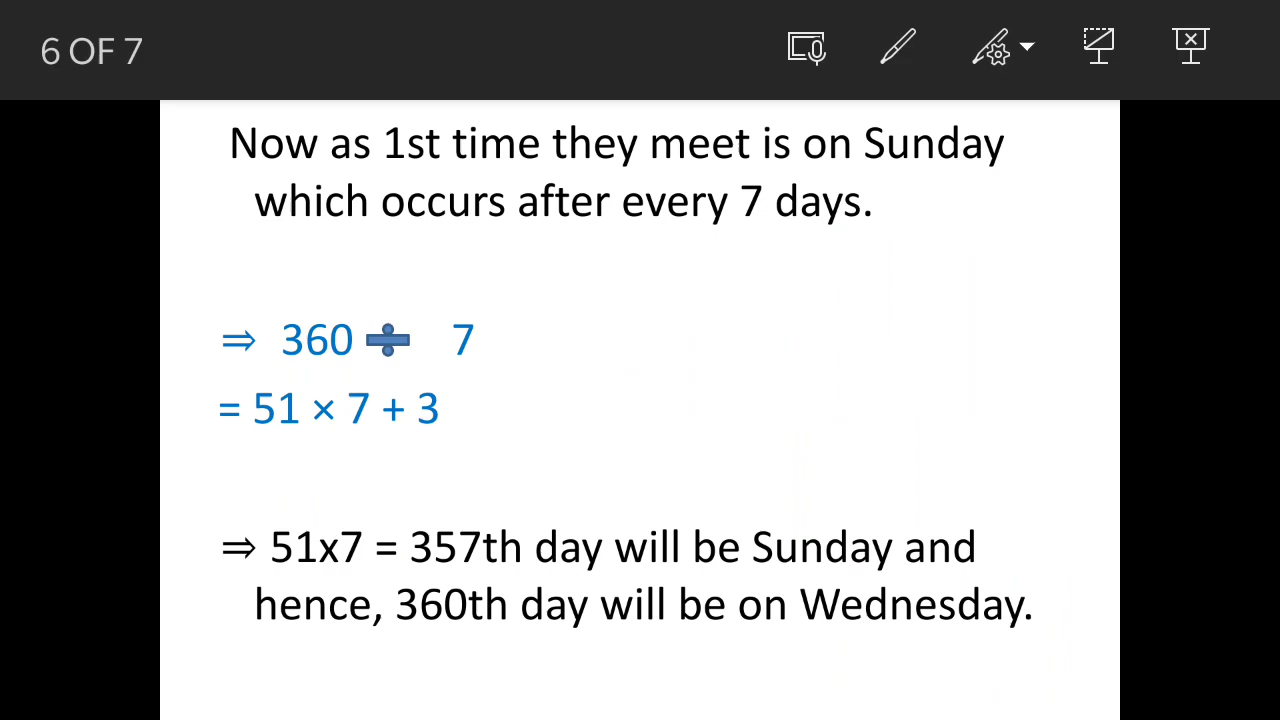 6 OF 7
Now as 1st time they meet is on Sunday
which occurs after every 7 days.
⇒ 360 ÷ 7
= 51 × 7 + 3
⇒ 51x7 = 357th day will be Sunday and
hence, 360th day will be on Wednesday.